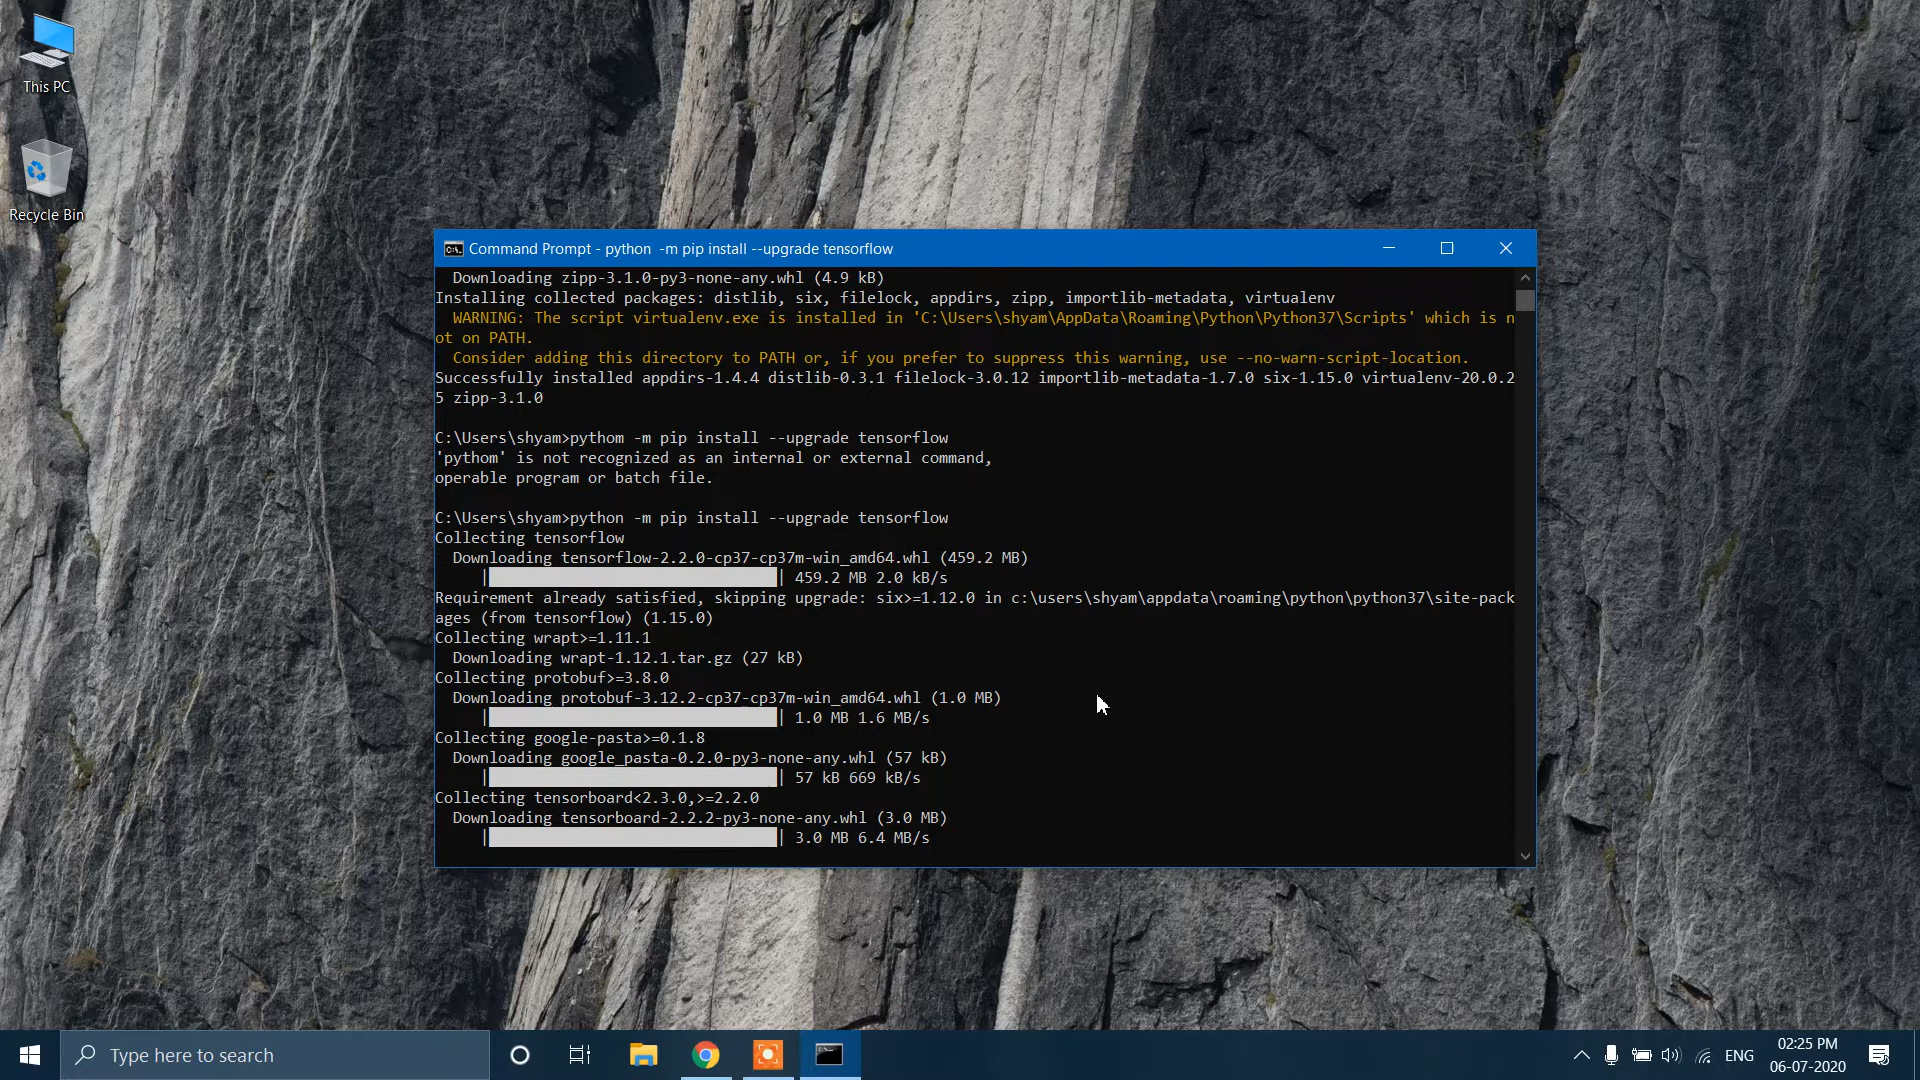 This PC
Recycle Bin
Command Prompt - python  -m pip install --upgrade tensorflow
Downloading zipp-3.1.0-py3-none-any.whl (4.9 kB)
Installing collected packages: distlib, six, filelock, appdirs, zipp, importlib-metadata, virtualenv
WARNING: The script virtualenv.exe is installed in 'C:\Users\shyam\AppData\Roaming\Python\Python37\Scripts' which is n
ot on PATH.
Consider adding this directory to PATH or, if you prefer to suppress this warning, use --no-warn-script-location.
Successfully installed appdirs-1.4.4 distlib-0.3.1 filelock-3.0.12 importlib-metadata-1.7.0 six-1.15.0 virtualenv-20.0.2
5 zipp-3.1.0
C:\Users\shyam>pythom -m pip install --upgrade tensorflow
'pythom' is not recognized as an internal or external command,
operable program or batch file.
C:\Users\shyam>python -m pip install --upgrade tensorflow
Collecting tensorflow
Downloading tensorflow-2.2.0-cp37-cp37m-win_amd64.whl (459.2 MB)
| | 459.2 MB 2.0 kB/s
Requirement already satisfied, skipping upgrade: six>=1.12.0 in c:\users\shyam\appdata\roaming\python\python37\site-pack
ages (from tensorflow) (1.15.0)
Collecting wrapt>=1.11.1
Downloading wrapt-1.12.1.tar.gz (27 kB)
Collecting protobuf>=3.8.0
Downloading protobuf-3.12.2-cp37-cp37m-win_amd64.whl (1.0 MB)
| | 1.0 MB 1.6 MB/s
Collecting google-pasta>=0.1.8
Downloading google_pasta-0.2.0-py3-none-any.whl (57 kB)
| | 57 kB 669 kB/s
Collecting tensorboard<2.3.0,>=2.2.0
Downloading tensorboard-2.2.2-py3-none-any.whl (3.0 MB)
| | 3.0 MB 6.4 MB/s
Type here to search
ENG
02:25 PM
06-07-2020